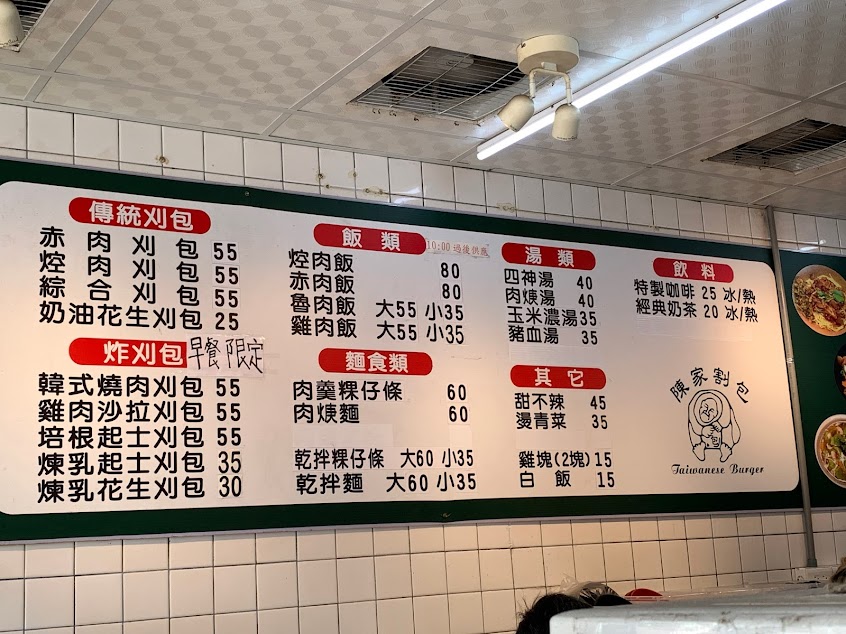 傳統刈包
赤肉刈包 55
焢肉刈包 55
綜合刈包 55
奶油花生刈包 25
炸刈包 早餐限定
韓式燒肉刈包 55
雞肉沙拉刈包 55
培根起士刈包 55
煉乳起士刈包 35
煉乳花生刈包 30
飯類 10:00過後供應
焢肉飯 80
赤肉飯 80
魯肉飯 大55 小35
雞肉飯 大55 小35
麵食類
肉羹粿仔條 60
肉焿麵 60
乾拌粿仔條 大60 小35
乾拌麵 大60 小35
湯類
四神湯 40
肉焿湯 40
玉米濃湯 35
豬血湯 35
其它
甜不辣 45
燙青菜 35
雞塊(2塊) 15
白飯 15
飲料
特製咖啡 25 冰/熱
經典奶茶 20 冰/熱
陳家割包
Taiwanese Burger